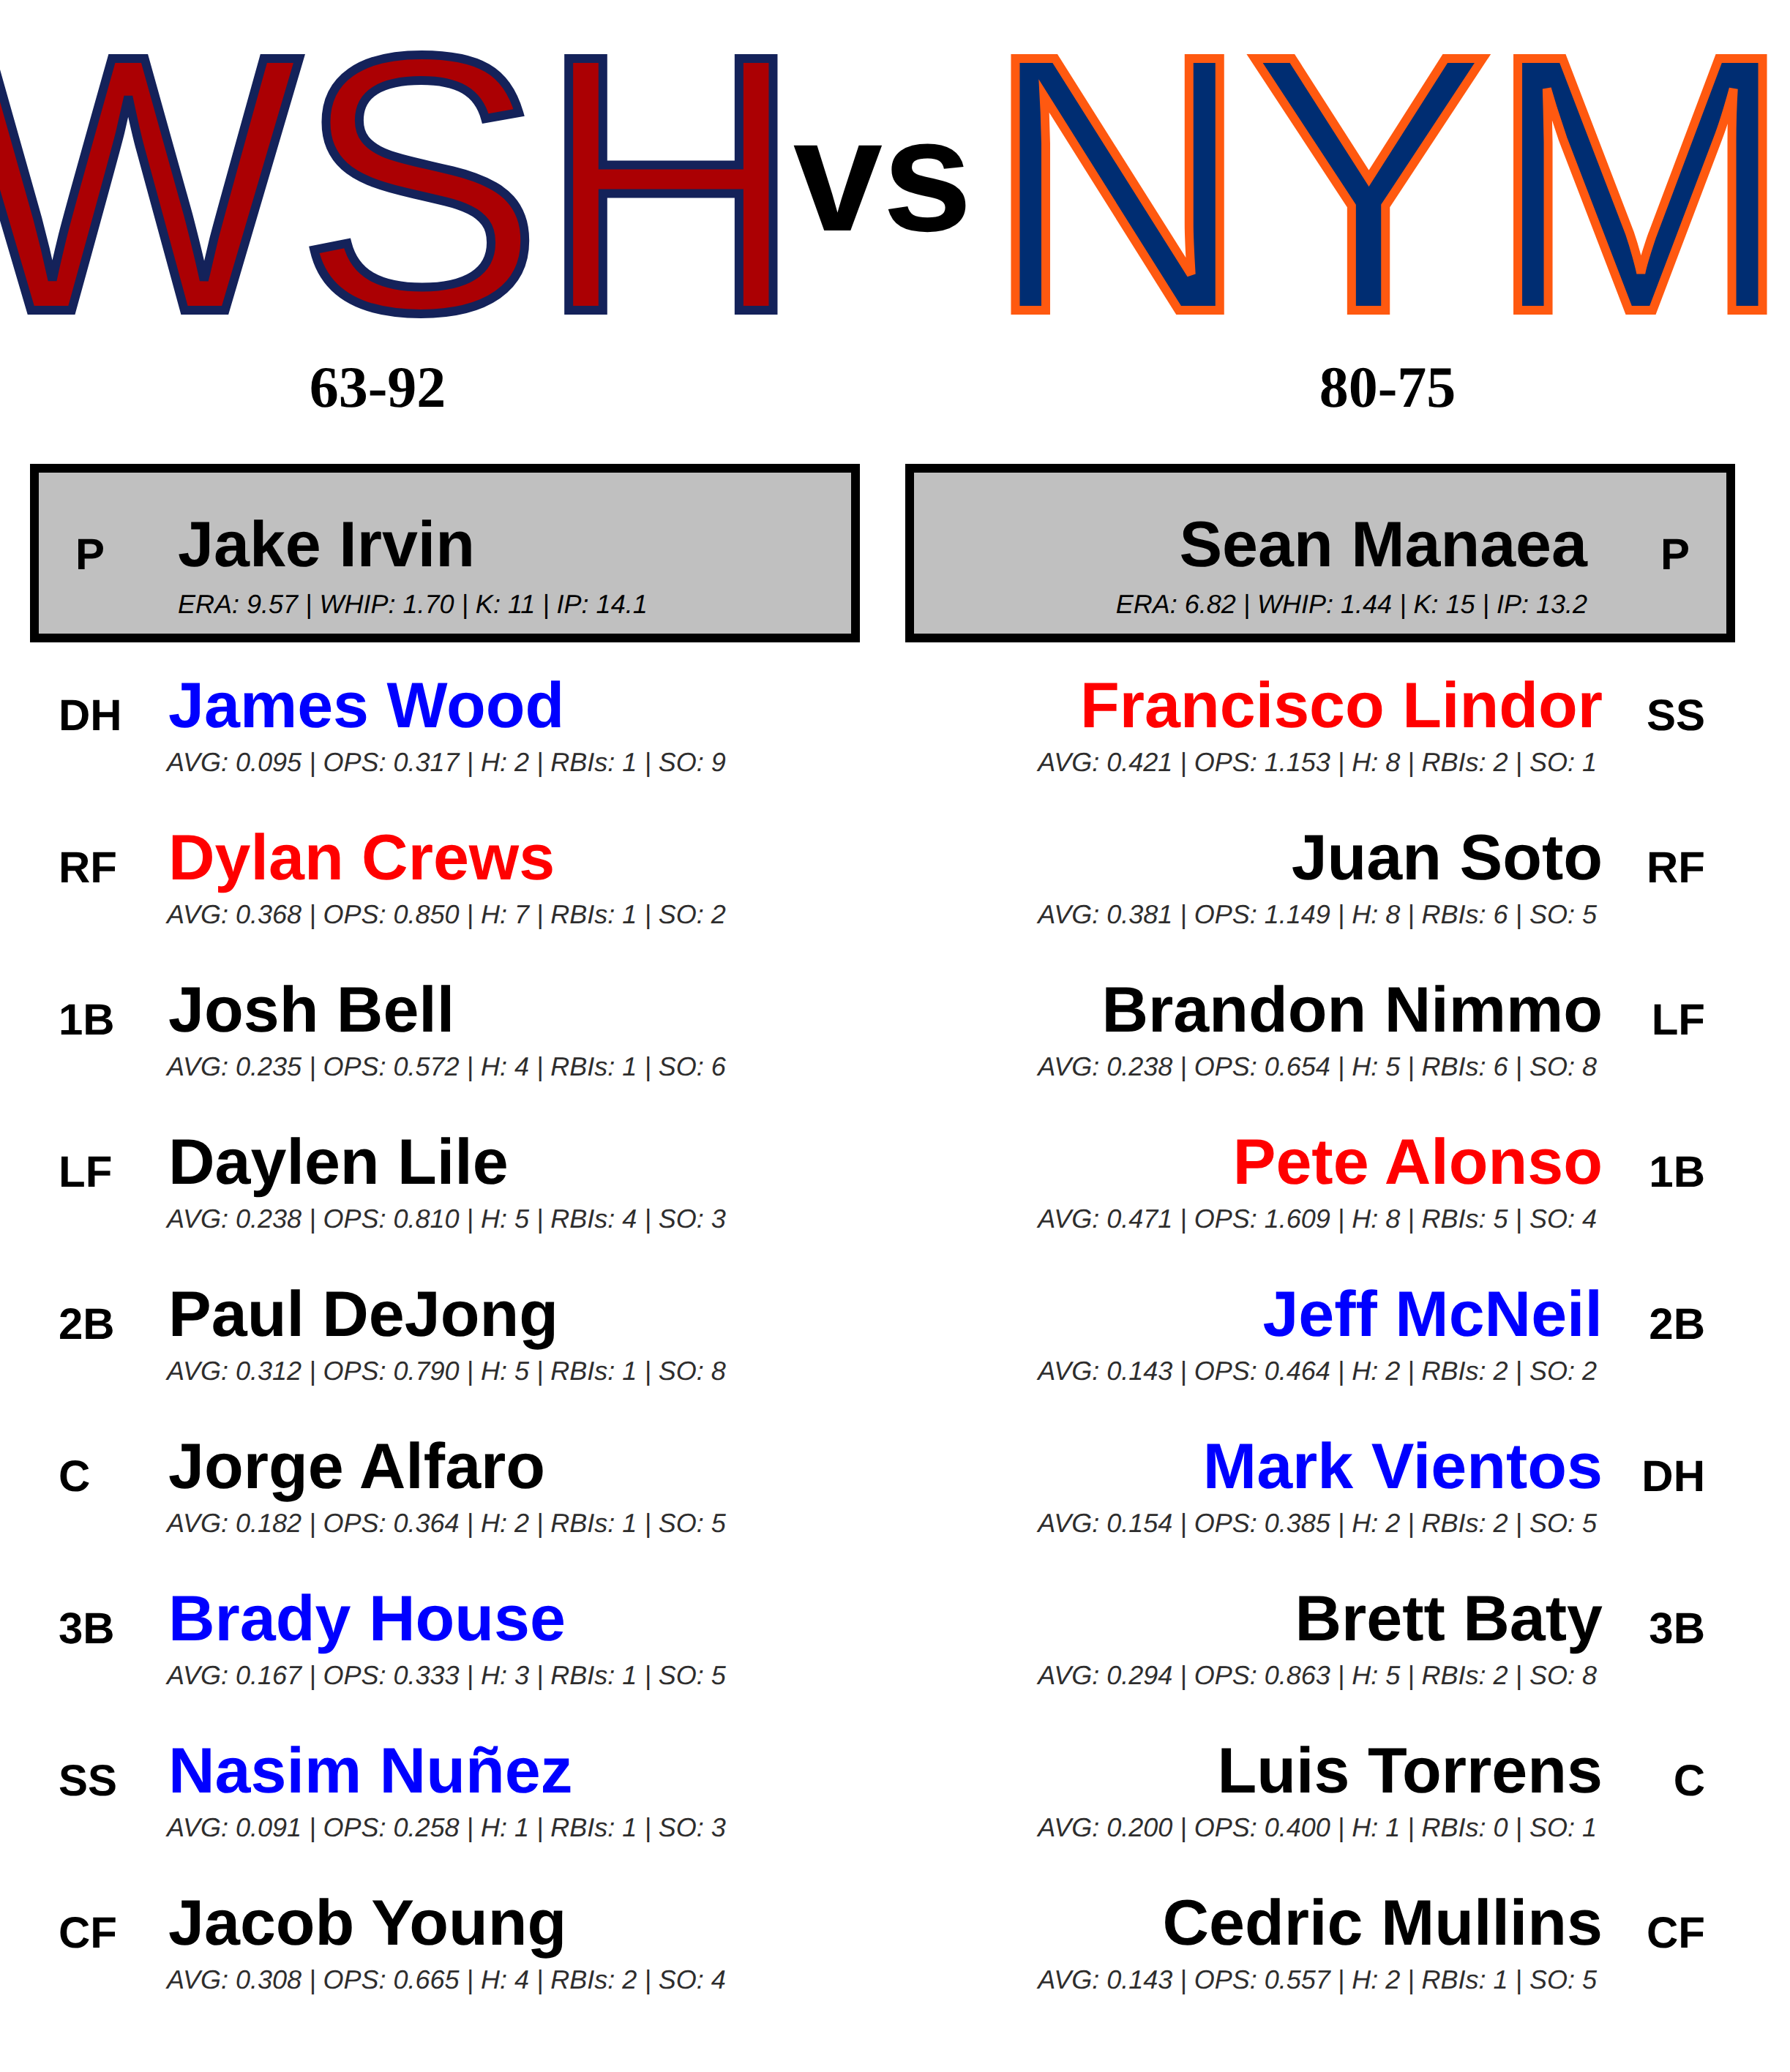 WSH vs NYM
63-92
80-75
P Jake Irvin
ERA: 9.57 | WHIP: 1.70 | K: 11 | IP: 14.1
Sean Manaea P
ERA: 6.82 | WHIP: 1.44 | K: 15 | IP: 13.2
DH James Wood
AVG: 0.095 | OPS: 0.317 | H: 2 | RBIs: 1 | SO: 9
RF Dylan Crews
AVG: 0.368 | OPS: 0.850 | H: 7 | RBIs: 1 | SO: 2
1B Josh Bell
AVG: 0.235 | OPS: 0.572 | H: 4 | RBIs: 1 | SO: 6
LF Daylen Lile
AVG: 0.238 | OPS: 0.810 | H: 5 | RBIs: 4 | SO: 3
2B Paul DeJong
AVG: 0.312 | OPS: 0.790 | H: 5 | RBIs: 1 | SO: 8
C Jorge Alfaro
AVG: 0.182 | OPS: 0.364 | H: 2 | RBIs: 1 | SO: 5
3B Brady House
AVG: 0.167 | OPS: 0.333 | H: 3 | RBIs: 1 | SO: 5
SS Nasim Nuñez
AVG: 0.091 | OPS: 0.258 | H: 1 | RBIs: 1 | SO: 3
CF Jacob Young
AVG: 0.308 | OPS: 0.665 | H: 4 | RBIs: 2 | SO: 4
Francisco Lindor SS
AVG: 0.421 | OPS: 1.153 | H: 8 | RBIs: 2 | SO: 1
Juan Soto RF
AVG: 0.381 | OPS: 1.149 | H: 8 | RBIs: 6 | SO: 5
Brandon Nimmo LF
AVG: 0.238 | OPS: 0.654 | H: 5 | RBIs: 6 | SO: 8
Pete Alonso 1B
AVG: 0.471 | OPS: 1.609 | H: 8 | RBIs: 5 | SO: 4
Jeff McNeil 2B
AVG: 0.143 | OPS: 0.464 | H: 2 | RBIs: 2 | SO: 2
Mark Vientos DH
AVG: 0.154 | OPS: 0.385 | H: 2 | RBIs: 2 | SO: 5
Brett Baty 3B
AVG: 0.294 | OPS: 0.863 | H: 5 | RBIs: 2 | SO: 8
Luis Torrens C
AVG: 0.200 | OPS: 0.400 | H: 1 | RBIs: 0 | SO: 1
Cedric Mullins CF
AVG: 0.143 | OPS: 0.557 | H: 2 | RBIs: 1 | SO: 5